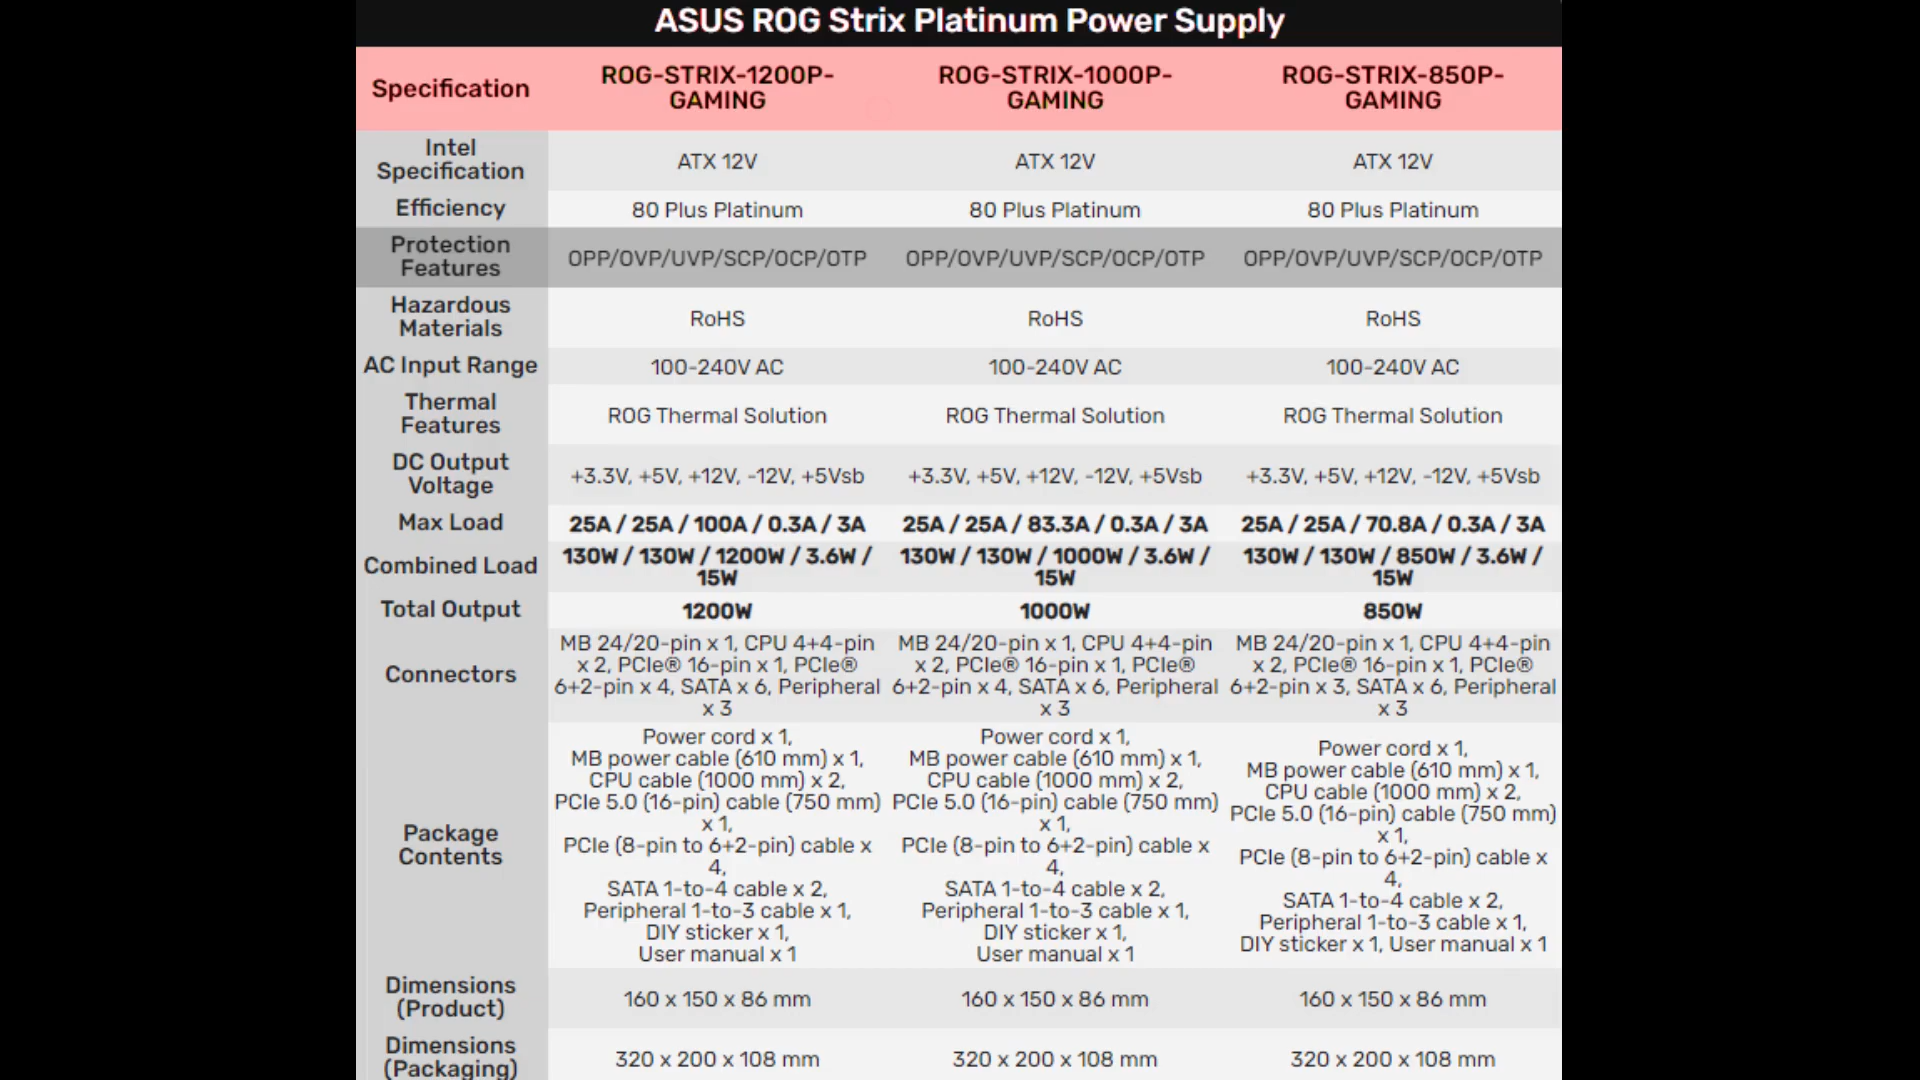 ASUS ROG Strix Platinum Power Supply
Specification
ROG-STRIX-1200P-
GAMING
ROG-STRIX-1000P-
GAMING
ROG-STRIX-850P-
GAMING
Intel
Specification
ATX 12V
ATX 12V
ATX 12V
Efficiency
80 Plus Platinum
80 Plus Platinum
80 Plus Platinum
Protection
Features
OPP/OVP/UVP/SCP/OCP/OTP
OPP/OVP/UVP/SCP/OCP/OTP
OPP/OVP/UVP/SCP/OCP/OTP
Hazardous
Materials
RoHS
RoHS
RoHS
AC Input Range
100-240V AC
100-240V AC
100-240V AC
Thermal
Features
ROG Thermal Solution
ROG Thermal Solution
ROG Thermal Solution
DC Output
Voltage
+3.3V, +5V, +12V, -12V, +5Vsb
+3.3V, +5V, +12V, -12V, +5Vsb
+3.3V, +5V, +12V, -12V, +5Vsb
Max Load
25A / 25A / 100A / 0.3A / 3A
25A / 25A / 83.3A / 0.3A / 3A
25A / 25A / 70.8A / 0.3A / 3A
Combined Load
130W / 130W / 1200W / 3.6W /
15W
130W / 130W / 1000W / 3.6W /
15W
130W / 130W / 850W / 3.6W /
15W
Total Output
1200W
1000W
850W
Connectors
MB 24/20-pin x 1, CPU 4+4-pin
x 2, PCIe® 16-pin x 1, PCIe®
6+2-pin x 4, SATA x 6, Peripheral
x 3
MB 24/20-pin x 1, CPU 4+4-pin
x 2, PCIe® 16-pin x 1, PCIe®
6+2-pin x 4, SATA x 6, Peripheral
x 3
MB 24/20-pin x 1, CPU 4+4-pin
x 2, PCIe® 16-pin x 1, PCIe®
6+2-pin x 3, SATA x 6, Peripheral
x 3
Package
Contents
Power cord x 1,
MB power cable (610 mm) x 1,
CPU cable (1000 mm) x 2,
PCIe 5.0 (16-pin) cable (750 mm)
x 1,
PCIe (8-pin to 6+2-pin) cable x
4,
SATA 1-to-4 cable x 2,
Peripheral 1-to-3 cable x 1,
DIY sticker x 1,
User manual x 1
Power cord x 1,
MB power cable (610 mm) x 1,
CPU cable (1000 mm) x 2,
PCIe 5.0 (16-pin) cable (750 mm)
x 1,
PCIe (8-pin to 6+2-pin) cable x
4,
SATA 1-to-4 cable x 2,
Peripheral 1-to-3 cable x 1,
DIY sticker x 1,
User manual x 1
Power cord x 1,
MB power cable (610 mm) x 1,
CPU cable (1000 mm) x 2,
PCIe 5.0 (16-pin) cable (750 mm)
x 1,
PCIe (8-pin to 6+2-pin) cable x
4,
SATA 1-to-4 cable x 2,
Peripheral 1-to-3 cable x 1,
DIY sticker x 1, User manual x 1
Dimensions
(Product)
160 x 150 x 86 mm
160 x 150 x 86 mm
160 x 150 x 86 mm
Dimensions
(Packaging)
320 x 200 x 108 mm
320 x 200 x 108 mm
320 x 200 x 108 mm